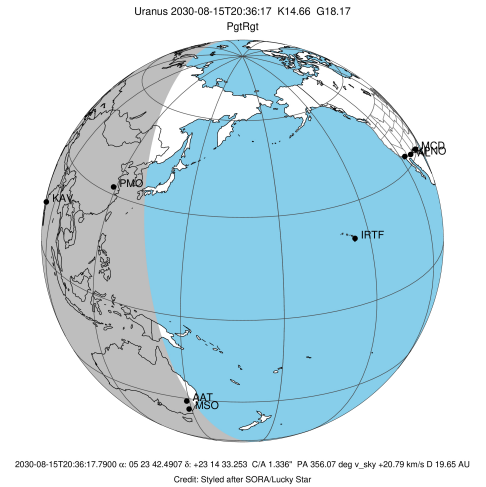 Uranus 2030-08-15T20:36:17 K14.66 G18.17
PgtRgt
MCD
KAV
PMO
IRTF
AAT
MSO
2030-08-15T20:36:17.7900 α: 05 23 42.4907 δ: +23 14 33.253 C/A 1.336" PA 356.07 deg v_sky +20.79 km/s D 19.65 AU
Credit: Styled after SORA/Lucky Star